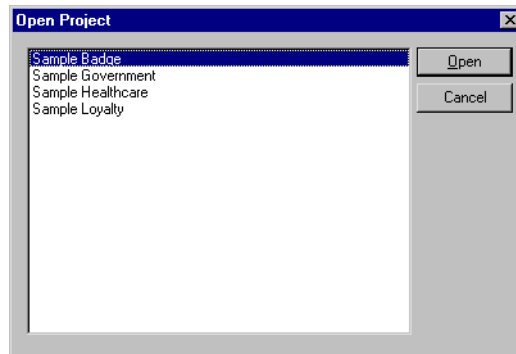 Open Project
Sample Badge
Sample Government
Sample Healthcare
Sample Loyalty
Open
Cancel